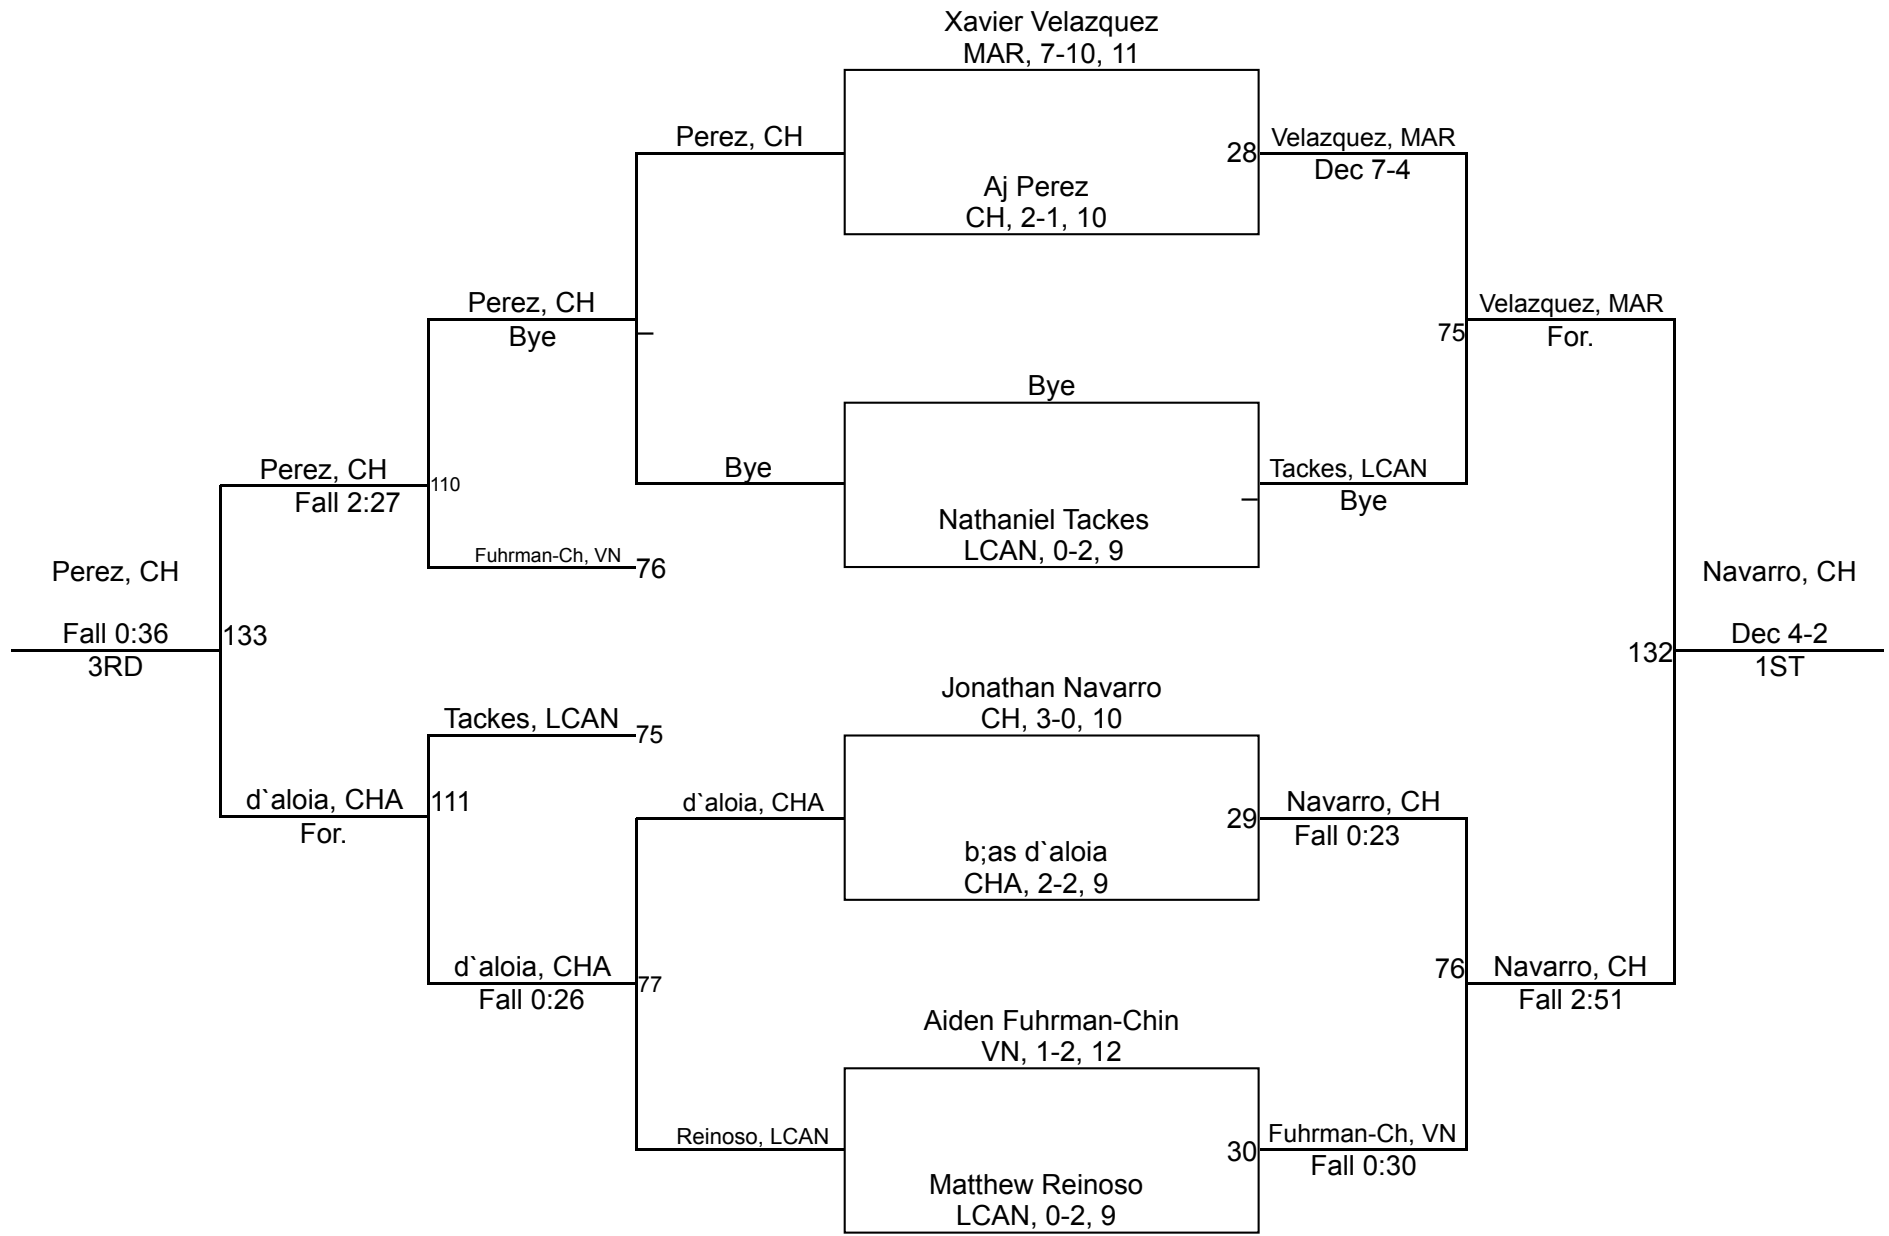 Xavier Velazquez
MAR, 7-10, 11
Perez, CH
28
Velazquez, MAR
Dec 7-4
Aj Perez
CH, 2-1, 10
Perez, CH
Bye
Velazquez, MAR
75
For.
Bye
Perez, CH
110
Fall 2:27
Bye
Tackes, LCAN
Bye
Nathaniel Tackes
LCAN, 0-2, 9
Fuhrman-Ch, VN
76
Perez, CH
Navarro, CH
Fall 0:36
133
3RD
Dec 4-2
132
1ST
Jonathan Navarro
CH, 3-0, 10
Tackes, LCAN
75
d`aloia, CHA
111
For.
d`aloia, CHA
29
Navarro, CH
Fall 0:23
b;as d`aloia
CHA, 2-2, 9
d`aloia, CHA
77
Fall 0:26
76
Navarro, CH
Fall 2:51
Aiden Fuhrman-Chin
VN, 1-2, 12
Reinoso, LCAN
30
Fuhrman-Ch, VN
Fall 0:30
Matthew Reinoso
LCAN, 0-2, 9